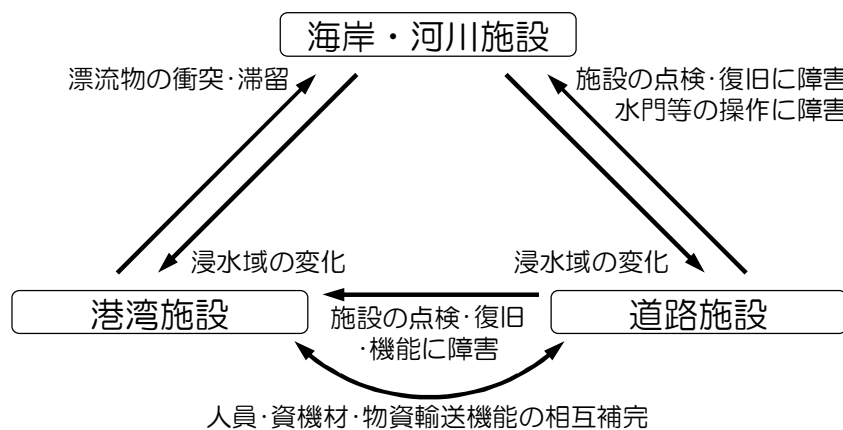 海岸・河川施設
漂流物の衝突･滞留
施設の点検･復旧に障害
水門等の操作に障害
浸水域の変化
浸水域の変化
港湾施設
施設の点検･復旧
･機能に障害
道路施設
人員･資機材･物資輸送機能の相互補完